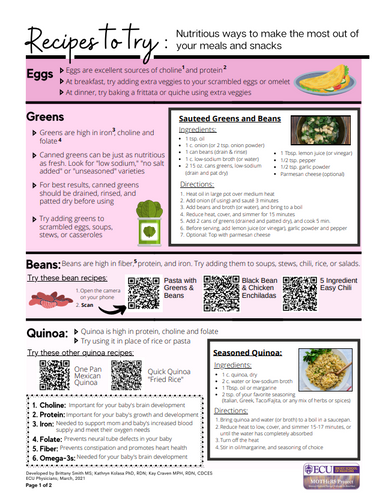 Recipes to try:
Nutritious ways to make the most out of
your meals and snacks
Eggs
Eggs are excellent sources of choline1 and protein2
At breakfast, try adding extra veggies to your scrambled eggs or omelet
At dinner, try baking a frittata or quiche using extra veggies
Greens
Greens are high in iron3, choline and
folate4
Canned greens can be just as nutritious
as fresh. Look for "low sodium," "no salt
added" or "unseasoned" varieties
For best results, canned greens
should be drained, rinsed, and
patted dry before using
Try adding greens to
scrambled eggs, soups,
stews, or casseroles
Sauteed Greens and Beans
Ingredients:
1 tsp. oil
1 c. onion (or 2 tsp. onion powder)
1 can beans (drain & rinse)
1 c. low-sodium broth (or water)
2 15 oz. cans greens, low-sodium
(drain and pat dry)
1 Tbsp. lemon juice (or vinegar)
1/2 tsp. pepper
1/2 tsp. garlic powder
Parmesan cheese (optional)
Directions:
1. Heat oil in large pot over medium heat
2. Add onion (if using) and sauté 3 minutes
3. Add beans and broth (or water), and bring to a boil
4. Reduce heat, cover, and simmer for 15 minutes
5. Add 2 cans of greens (drained and patted dry), and cook 5 min.
6. Before serving, add lemon juice (or vinegar), garlic powder and pepper
7. Optional: Top with parmesan cheese
Beans: Beans are high in fiber,5 protein, and iron. Try adding them to soups, stews, chili, rice, or salads.
Try these bean recipes:
1. Open the camera
on your phone
2. Scan
Pasta with
Greens &
Beans
Black Bean
& Chicken
Enchiladas
5 Ingredient
Easy Chili
Quinoa:
Quinoa is high in protein, choline and folate
Try using it in place of rice or pasta
Try these other quinoa recipes:
One Pan
Mexican
Quinoa
Quick Quinoa
"Fried Rice"
Seasoned Quinoa:
Ingredients:
1 c. quinoa, dry
2 c. water or low-sodium broth
1 Tbsp. oil or margarine
2 tsp. of your favorite seasoning
(Italian, Greek, Taco/Fajita, or any mix of herbs or spices)
Directions:
1. Bring quinoa and water (or broth) to a boil in a saucepan.
2. Reduce heat to low, cover, and simmer 15-17 minutes, or
until the water has completely absorbed
3. Turn off the heat
4. Stir in oil/margarine, and seasoning of choice
1. Choline: Important for your baby's brain development
2. Protein: Important for your baby's growth and development
3. Iron: Needed to support mom and baby's increased blood
supply and meet their oxygen needs
4. Folate: Prevents neural tube defects in your baby
5. Fiber: Prevents constipation and promotes heart health
6. Omega-3s: Needed for your baby's brain development
Developed by Brittany Smith MD, Kathryn Kolasa PhD, RDN, Kay Craven MPH, RDN, CDCES
ECU Physicians; March, 2021
Page 1 of 2
ECU
MOTHeRS Project